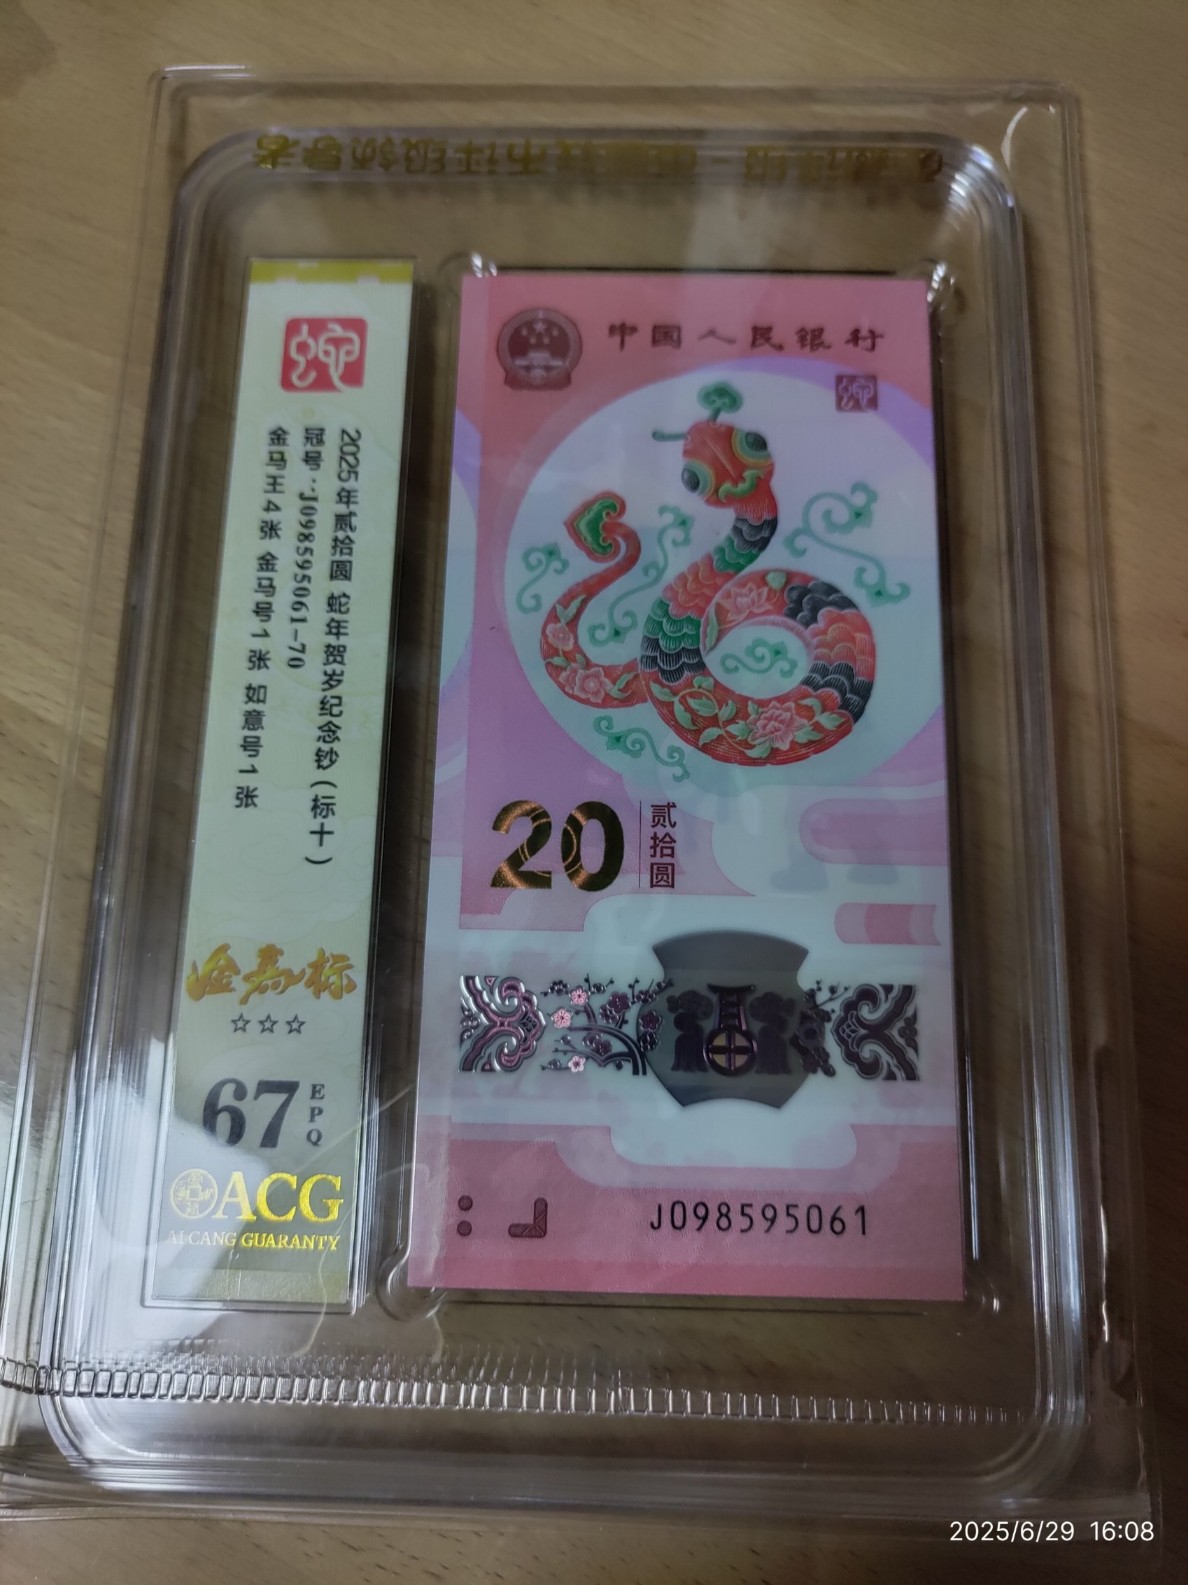 蛇
2025年贰拾圆 蛇年贺岁纪念钞(标十)
冠号:J098595061-70
金马王4张 金马号1张 如意号1张
金嘉标
☆☆☆
67
EPQ
ACG
AI CANG GUARANTY
中国人民银行
蛇
20
贰拾圆
J098595061
2025/6/29 16:08